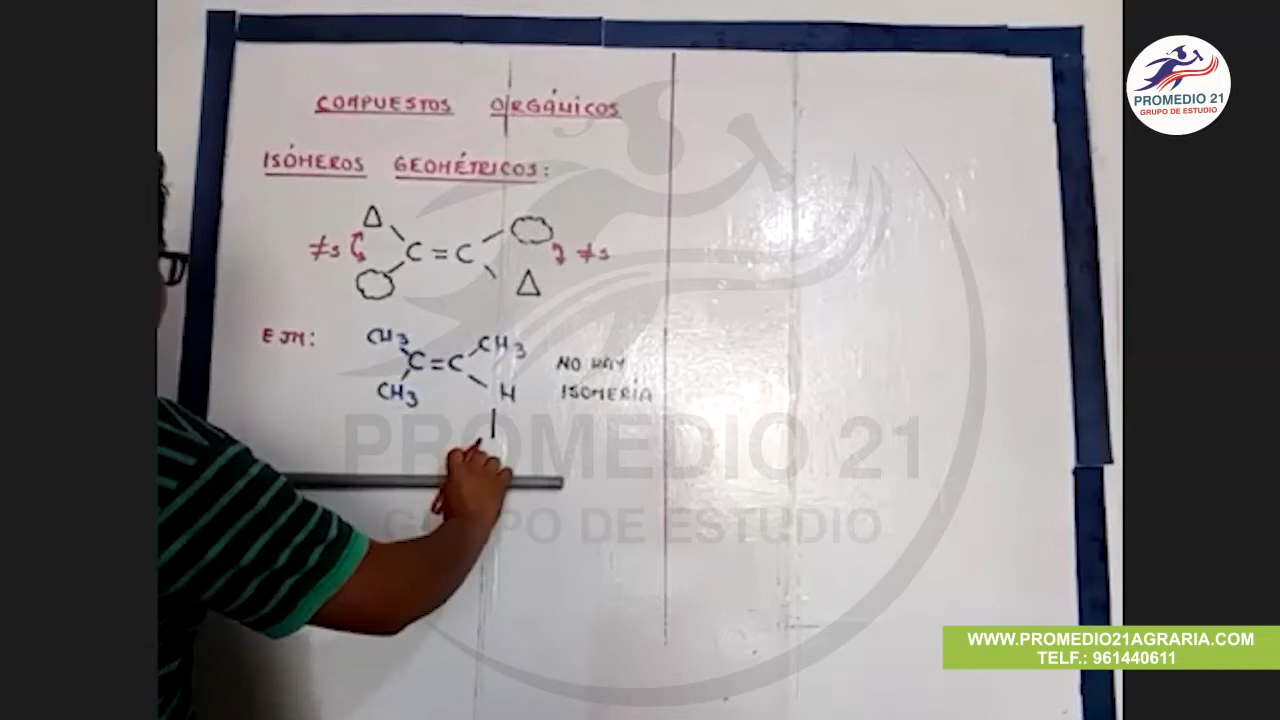 COMPUESTOS ORGÁNICOS
ISÓMEROS GEOMÉTRICOS:
≠s C = C ≠s
EJM:
CH3 CH3
C = C
CH3 H
NO HAY
ISOMERÍA
PROMEDIO 21
GRUPO DE ESTUDIO
PROMEDIO 21
GRUPO DE ESTUDIO
WWW.PROMEDIO21AGRARIA.COM
TELF.: 961440611